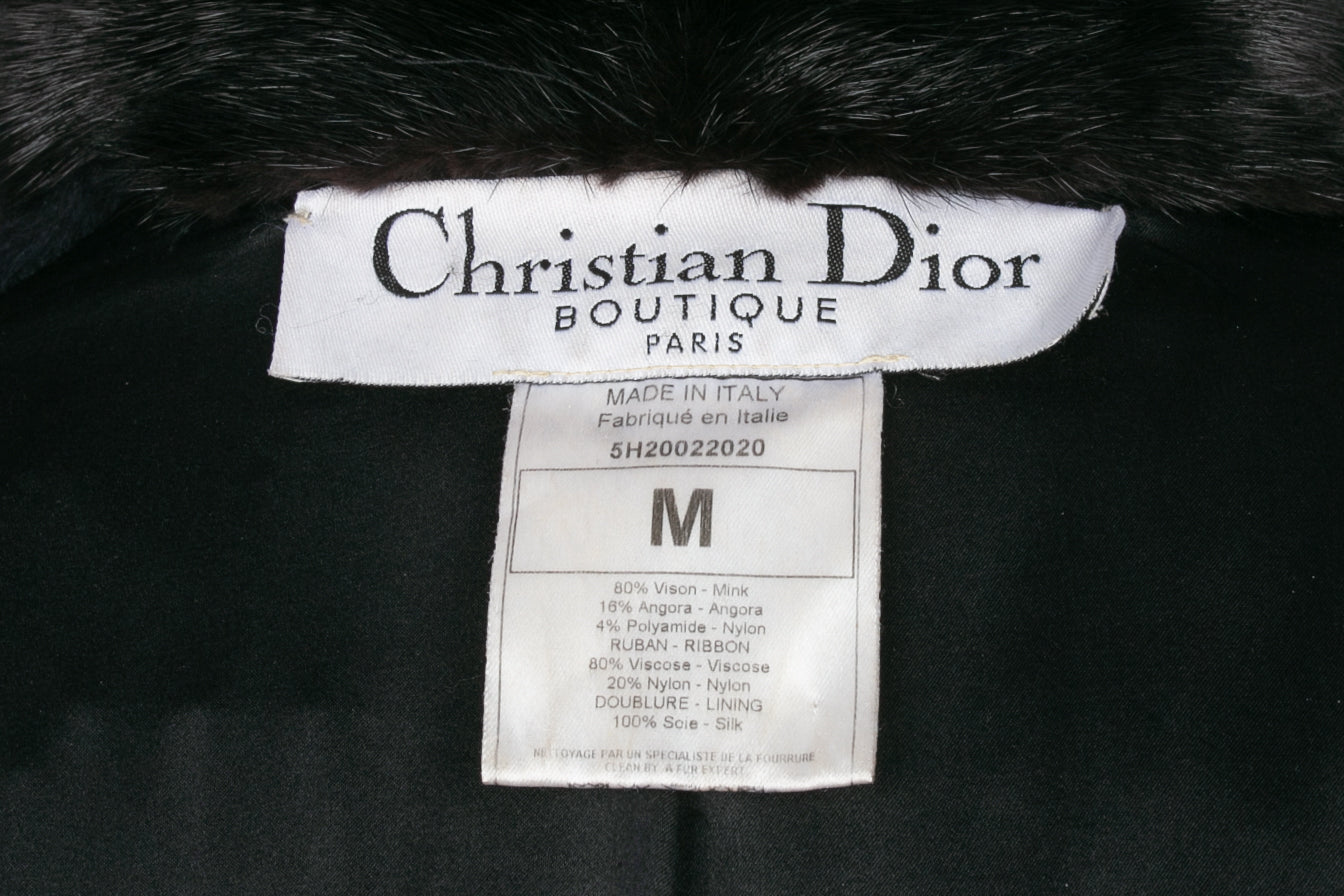 Christian Dior
BOUTIQUE
PARIS
MADE IN ITALY
Fabriqué en Italie
5H20022020
M
80% Vison - Mink
16% Angora - Angora
4% Polyamide - Nylon
RUBAN - RIBBON
80% Viscose - Viscose
20% Nylon - Nylon
DOUBLURE - LINING
100% Soie - Silk
NETTOYAGE PAR UN SPECIALISTE DE LA FOURRURE
CLEAN BY A FUR EXPERT